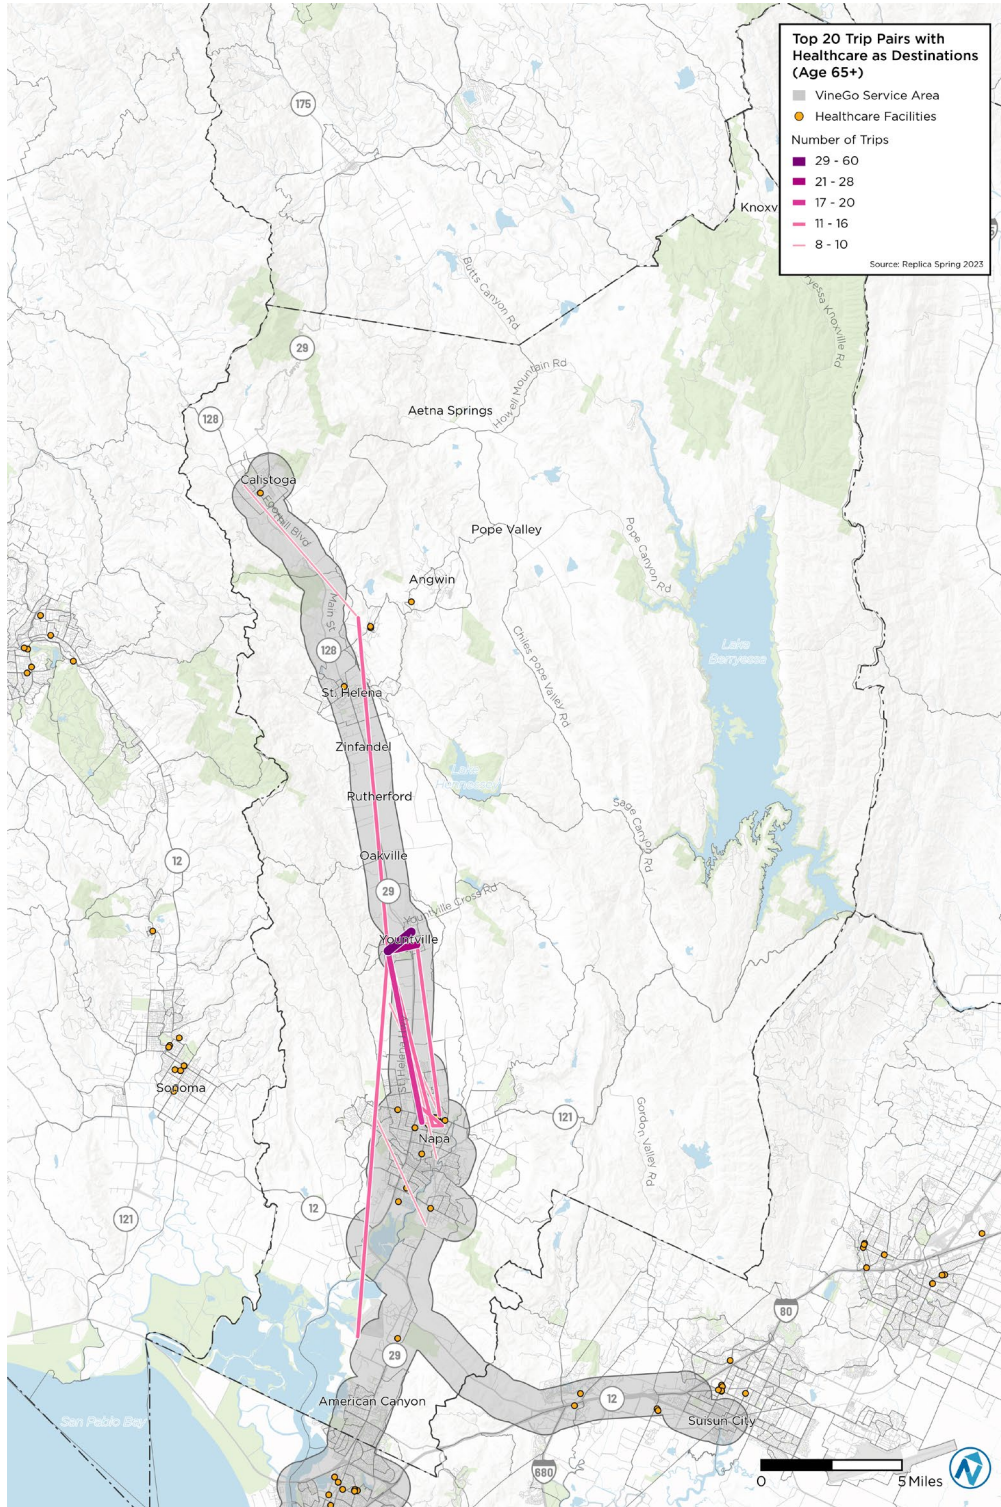 Top 20 Trip Pairs with
Healthcare as Destinations
(Age 65+)
VineGo Service Area
Healthcare Facilities
Number of Trips
29 - 60
21 - 28
17 - 20
11 - 16
8 - 10
Source: Replica Spring 2023
175
Knoxv
ryessa Knoxville Rd
Butts Canyon Rd
29
Howell Mountain Rd
Aetna Springs
128
Calistoga
Foothill Blvd
Pope Valley
Pope Canyon Rd
Angwin
Main St
128
Chiles Pope Valley Rd
Lake
Berryessa
St. Helena
Zinfandel
Lake
Rutherford
Sage Canyon Rd
Oakville
12
29
Yountville Cross Rd
Yountville
Sonoma
Gordon Valley Rd
121
Napa
12
121
80
29
12
American Canyon
San Pablo Bay
Suisun City
680
0
5 Miles